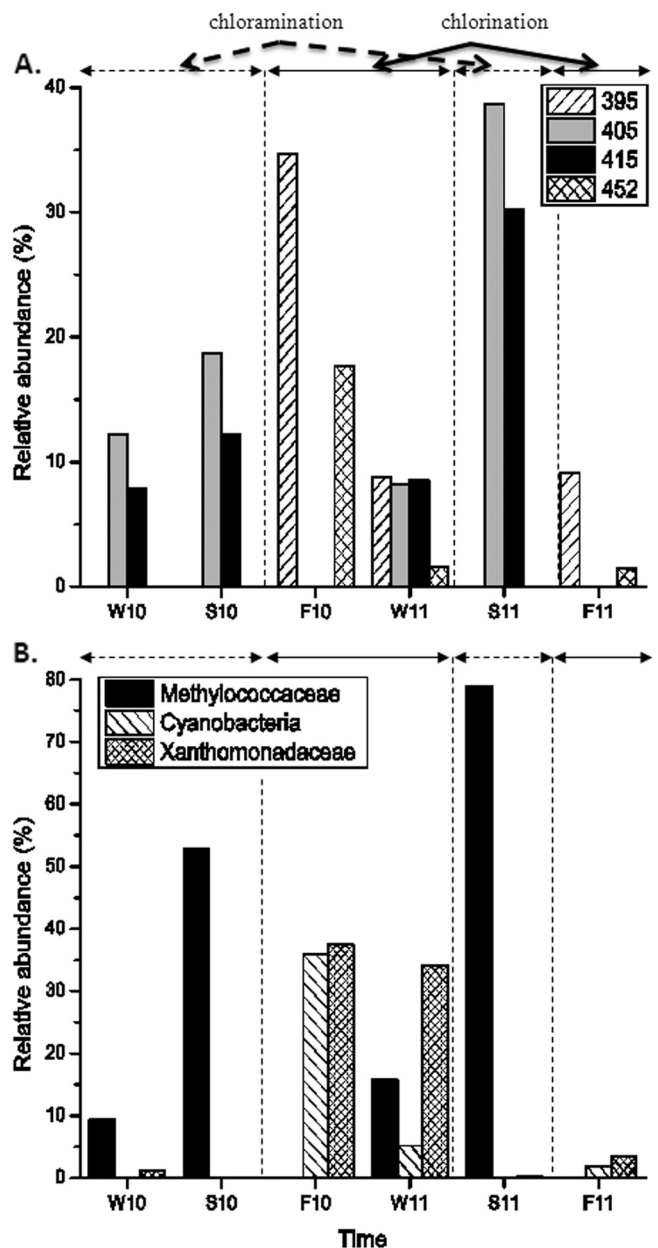 chloramination chlorination
A.
40
395
405
415
452
30
20
10
0
Relative abundance (%)
W10 S10 F10 W11 S11 F11
B.
80
Methylococcaceae
Cyanobacteria
Xanthomonadaceae
70
60
50
40
30
20
10
0
Relative abundance (%)
W10 S10 F10 W11 S11 F11
Time